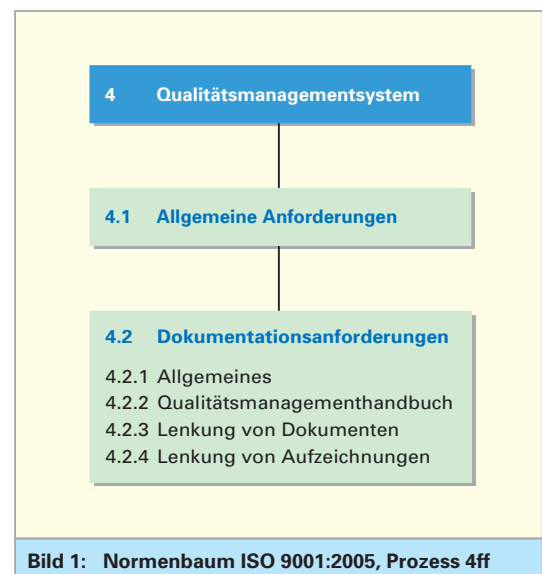 4 Qualitätsmanagementsystem
4.1 Allgemeine Anforderungen
4.2 Dokumentationsanforderungen
4.2.1 Allgemeines
4.2.2 Qualitätsmanagementhandbuch
4.2.3 Lenkung von Dokumenten
4.2.4 Lenkung von Aufzeichnungen
Bild 1: Normenbaum ISO 9001:2005, Prozess 4ff